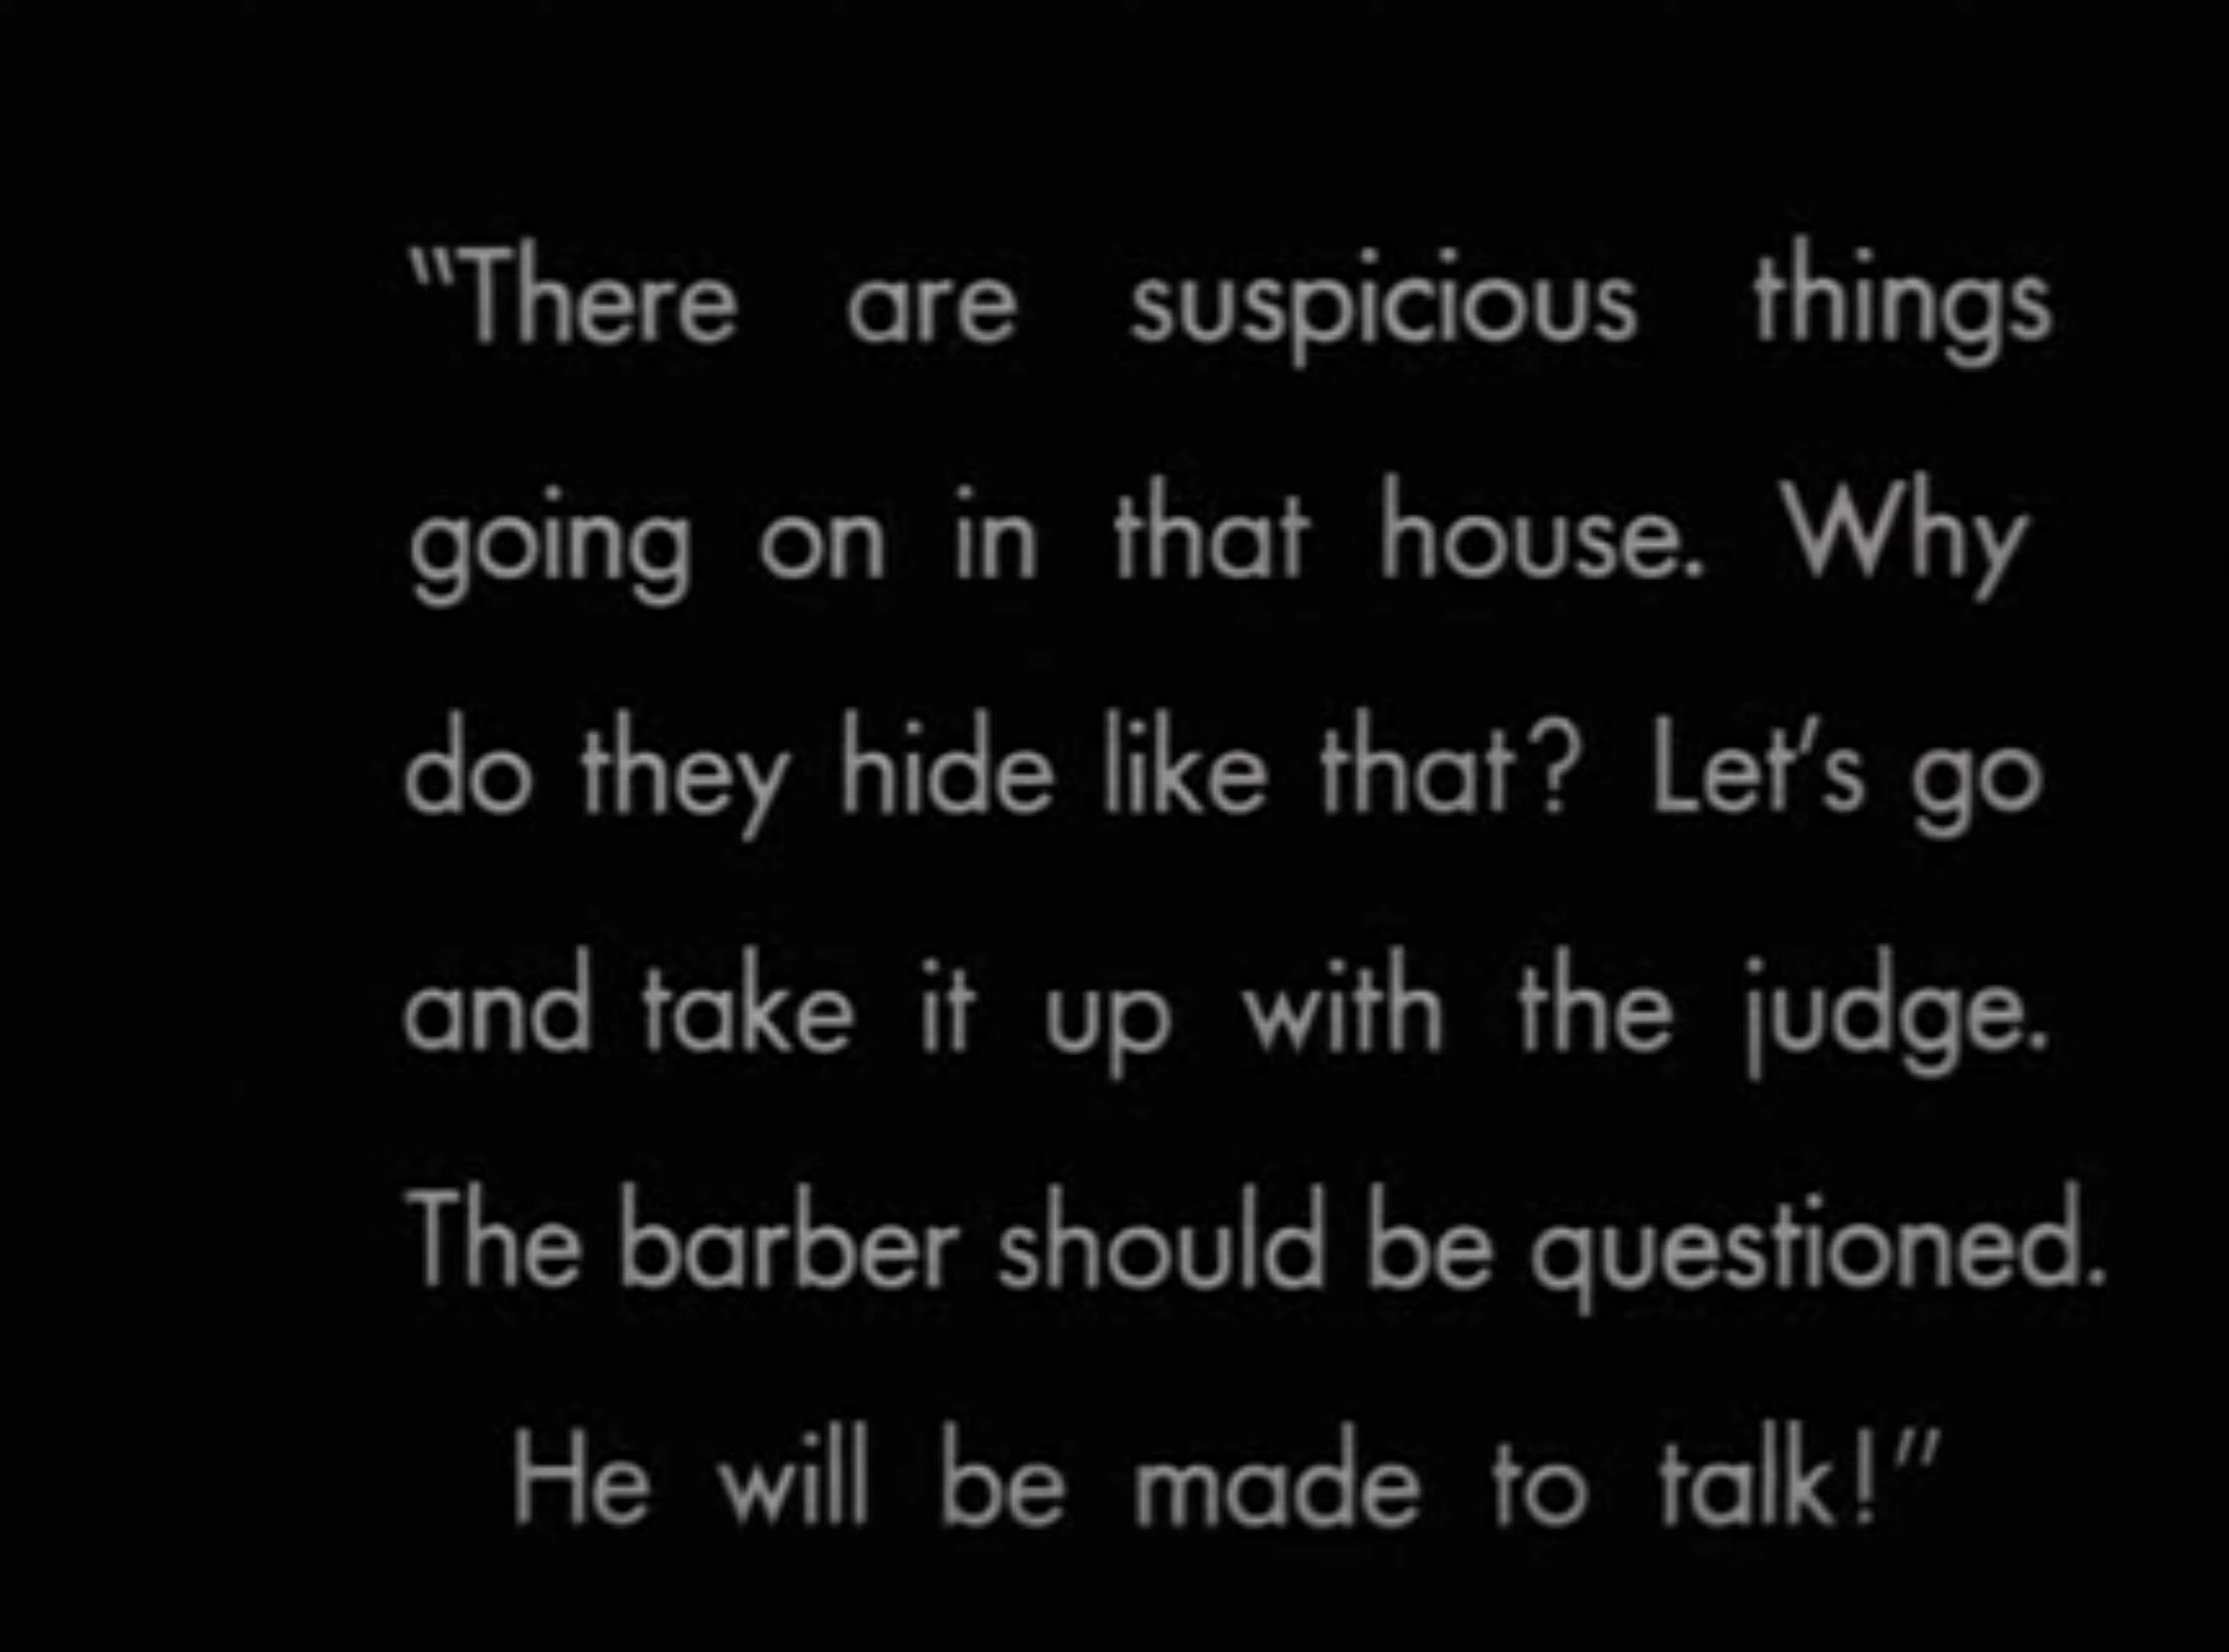 “There are suspicious things
going on in that house. Why
do they hide like that? Let’s go
and take it up with the judge.
The barber should be questioned.
He will be made to talk!”